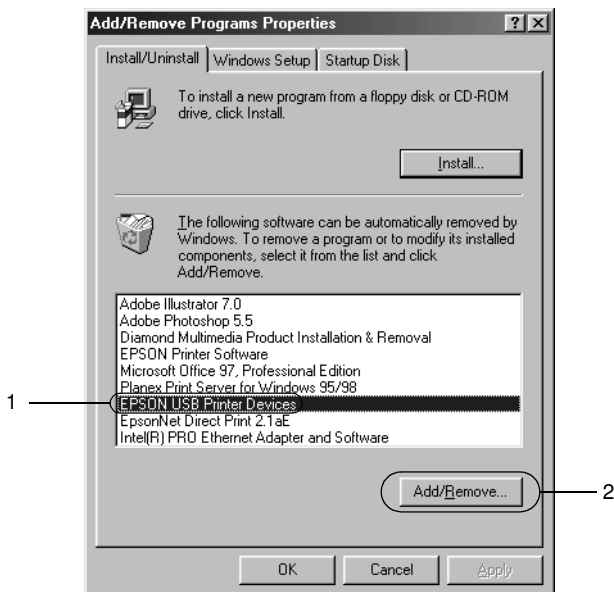 Add/Remove Programs Properties
Install/Uninstall
Windows Setup
Startup Disk
To install a new program from a floppy disk or CD-ROM
drive, click Install.
Install...
The following software can be automatically removed by
Windows. To remove a program or to modify its installed
components, select it from the list and click
Add/Remove.
Adobe Illustrator 7.0
Adobe Photoshop 5.5
Diamond Multimedia Product Installation & Removal
EPSON Printer Software
Microsoft Office 97, Professional Edition
Planex Print Server for Windows 95/98
1
EPSON USB Printer Devices
EpsonNet Direct Print 2.1aE
Intel(R) PRO Ethernet Adapter and Software
Add/Remove...
2
OK
Cancel
Apply